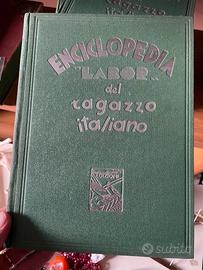 ENCICLOPEDIA
"LABOR"
del
ragazzo
italiano
subito